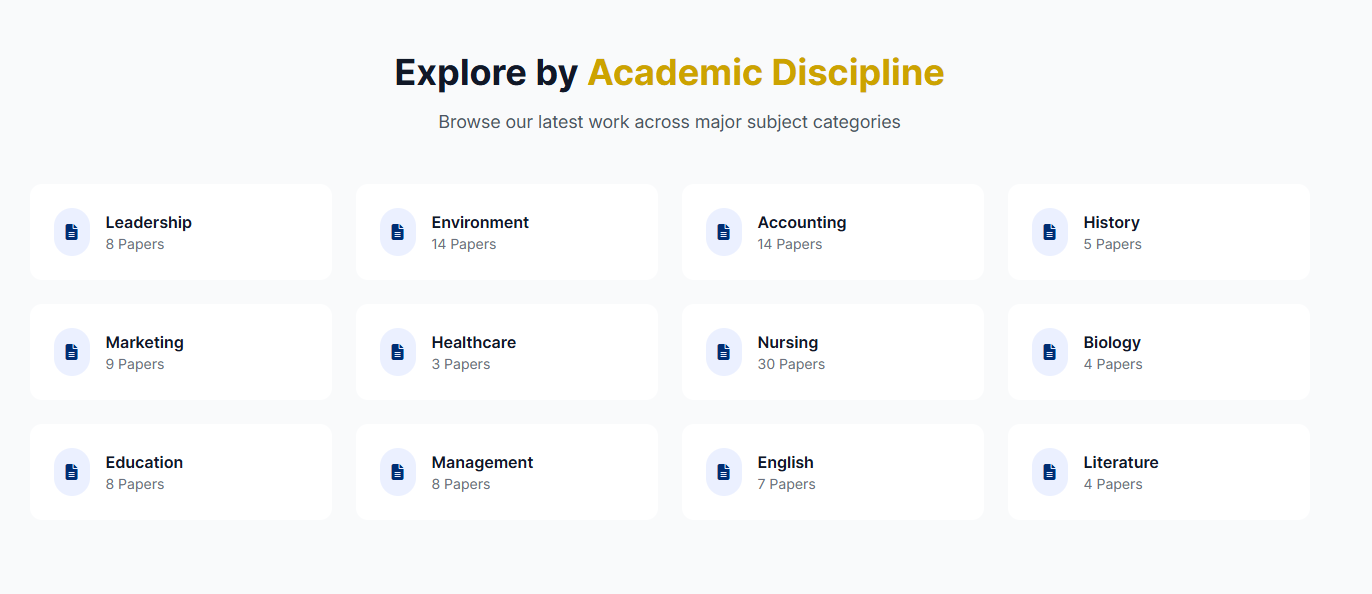 Explore by Academic Discipline
Browse our latest work across major subject categories
Leadership
8 Papers
Environment
14 Papers
Accounting
14 Papers
History
5 Papers
Marketing
9 Papers
Healthcare
3 Papers
Nursing
30 Papers
Biology
4 Papers
Education
8 Papers
Management
8 Papers
English
7 Papers
Literature
4 Papers